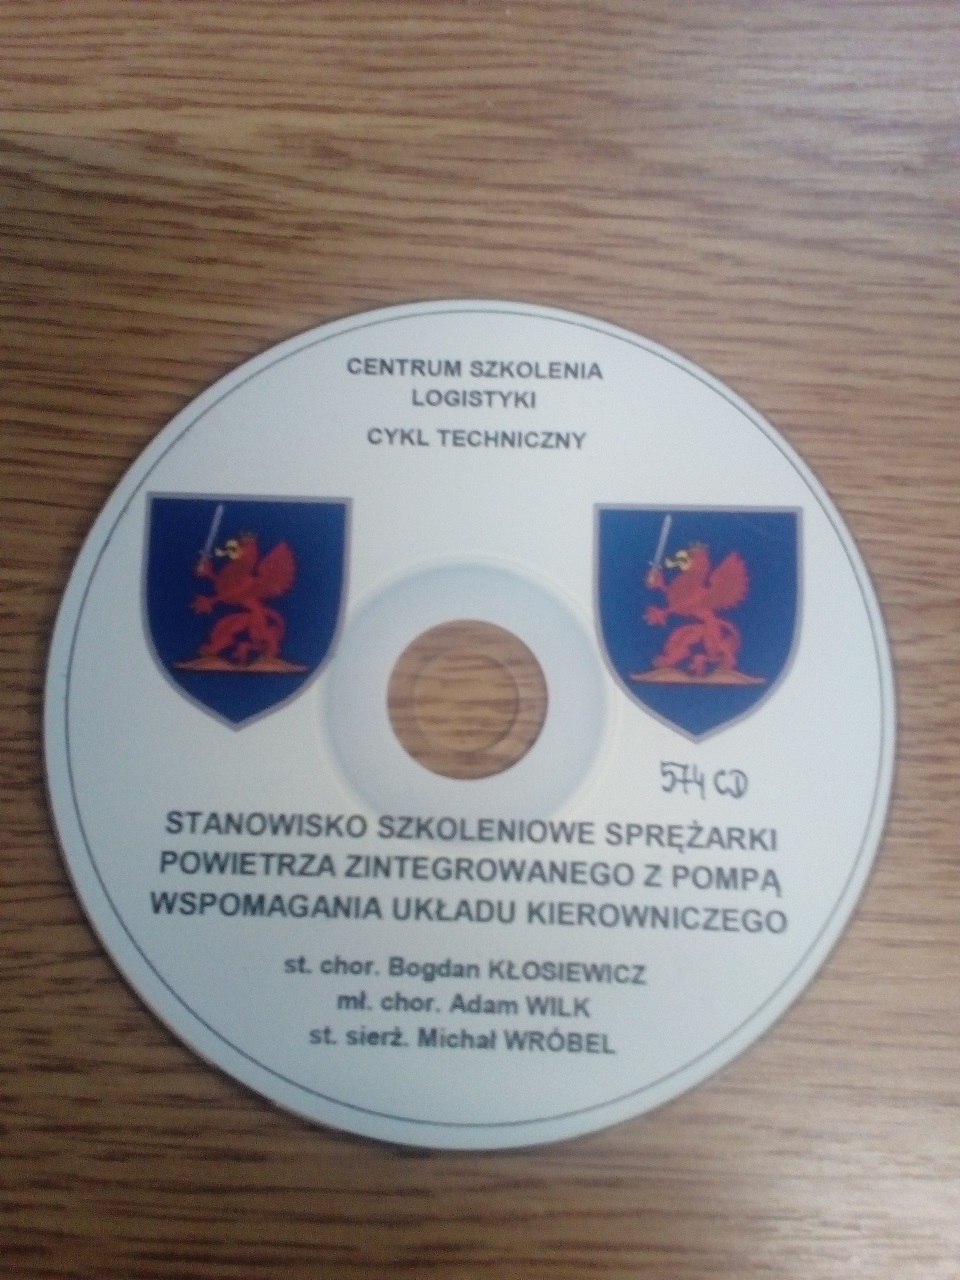 CENTRUM SZKOLENIA
LOGISTYKI
CYKL TECHNICZNY
574 CD
STANOWISKO SZKOLENIOWE SPRĘŻARKI
POWIETRZA ZINTEGROWANEGO Z POMPĄ
WSPOMAGANIA UKŁADU KIEROWNICZEGO
st. chor. Bogdan KŁOSIEWICZ
mł. chor. Adam WILK
st. sierż. Michał WRÓBEL